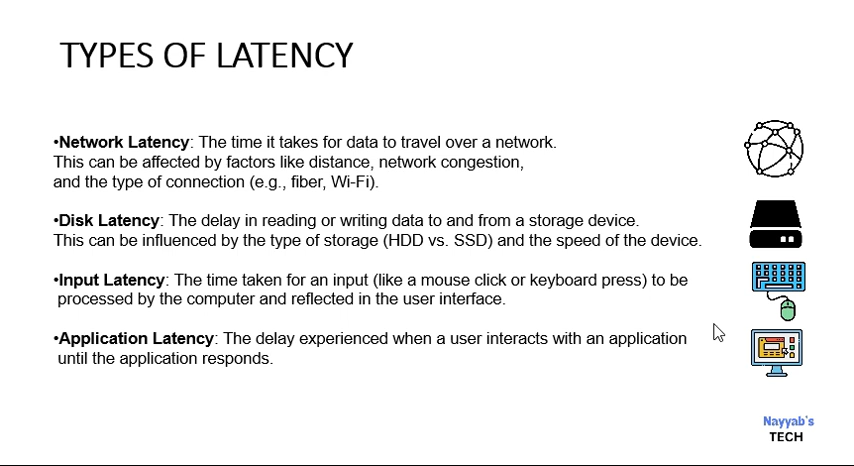 TYPES OF LATENCY
•Network Latency: The time it takes for data to travel over a network.
This can be affected by factors like distance, network congestion,
and the type of connection (e.g., fiber, Wi-Fi).
•Disk Latency: The delay in reading or writing data to and from a storage device.
This can be influenced by the type of storage (HDD vs. SSD) and the speed of the device.
•Input Latency: The time taken for an input (like a mouse click or keyboard press) to be
processed by the computer and reflected in the user interface.
•Application Latency: The delay experienced when a user interacts with an application
until the application responds.
Nayyab's
TECH